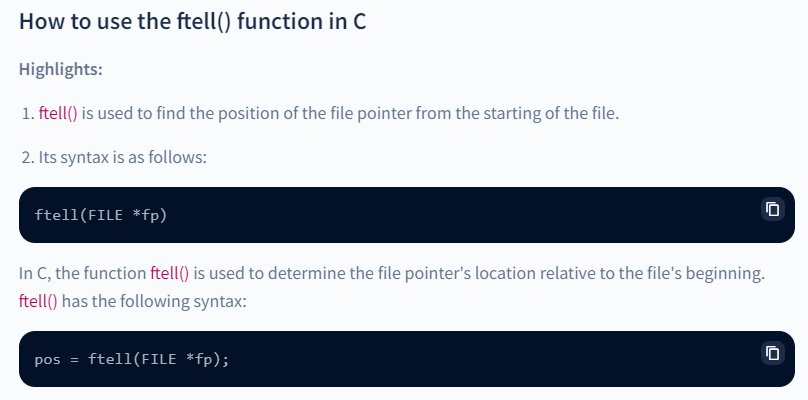 How to use the ftell() function in C
Highlights:
1. ftell() is used to find the position of the file pointer from the starting of the file.
2. Its syntax is as follows:
ftell(FILE *fp)
In C, the function ftell() is used to determine the file pointer's location relative to the file's beginning.
ftell() has the following syntax:
pos = ftell(FILE *fp);